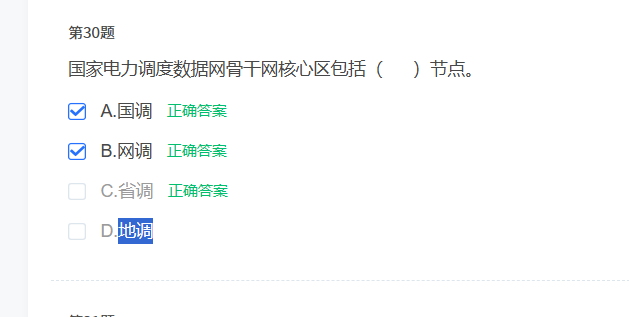 第30题
国家电力调度数据网骨干网核心区包括（ ）节点。
A.国调 正确答案
B.网调 正确答案
C.省调 正确答案
D.地调